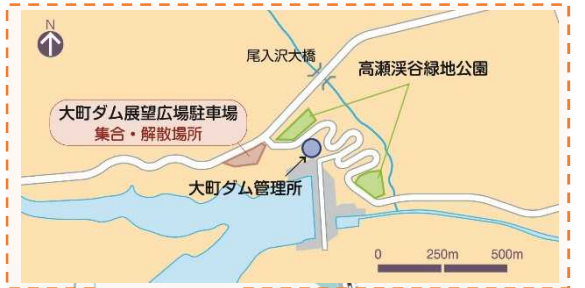 N
尾入沢大橋
高瀬渓谷緑地公園
大町ダム展望広場駐車場
集合・解散場所
大町ダム管理所
0 250m 500m